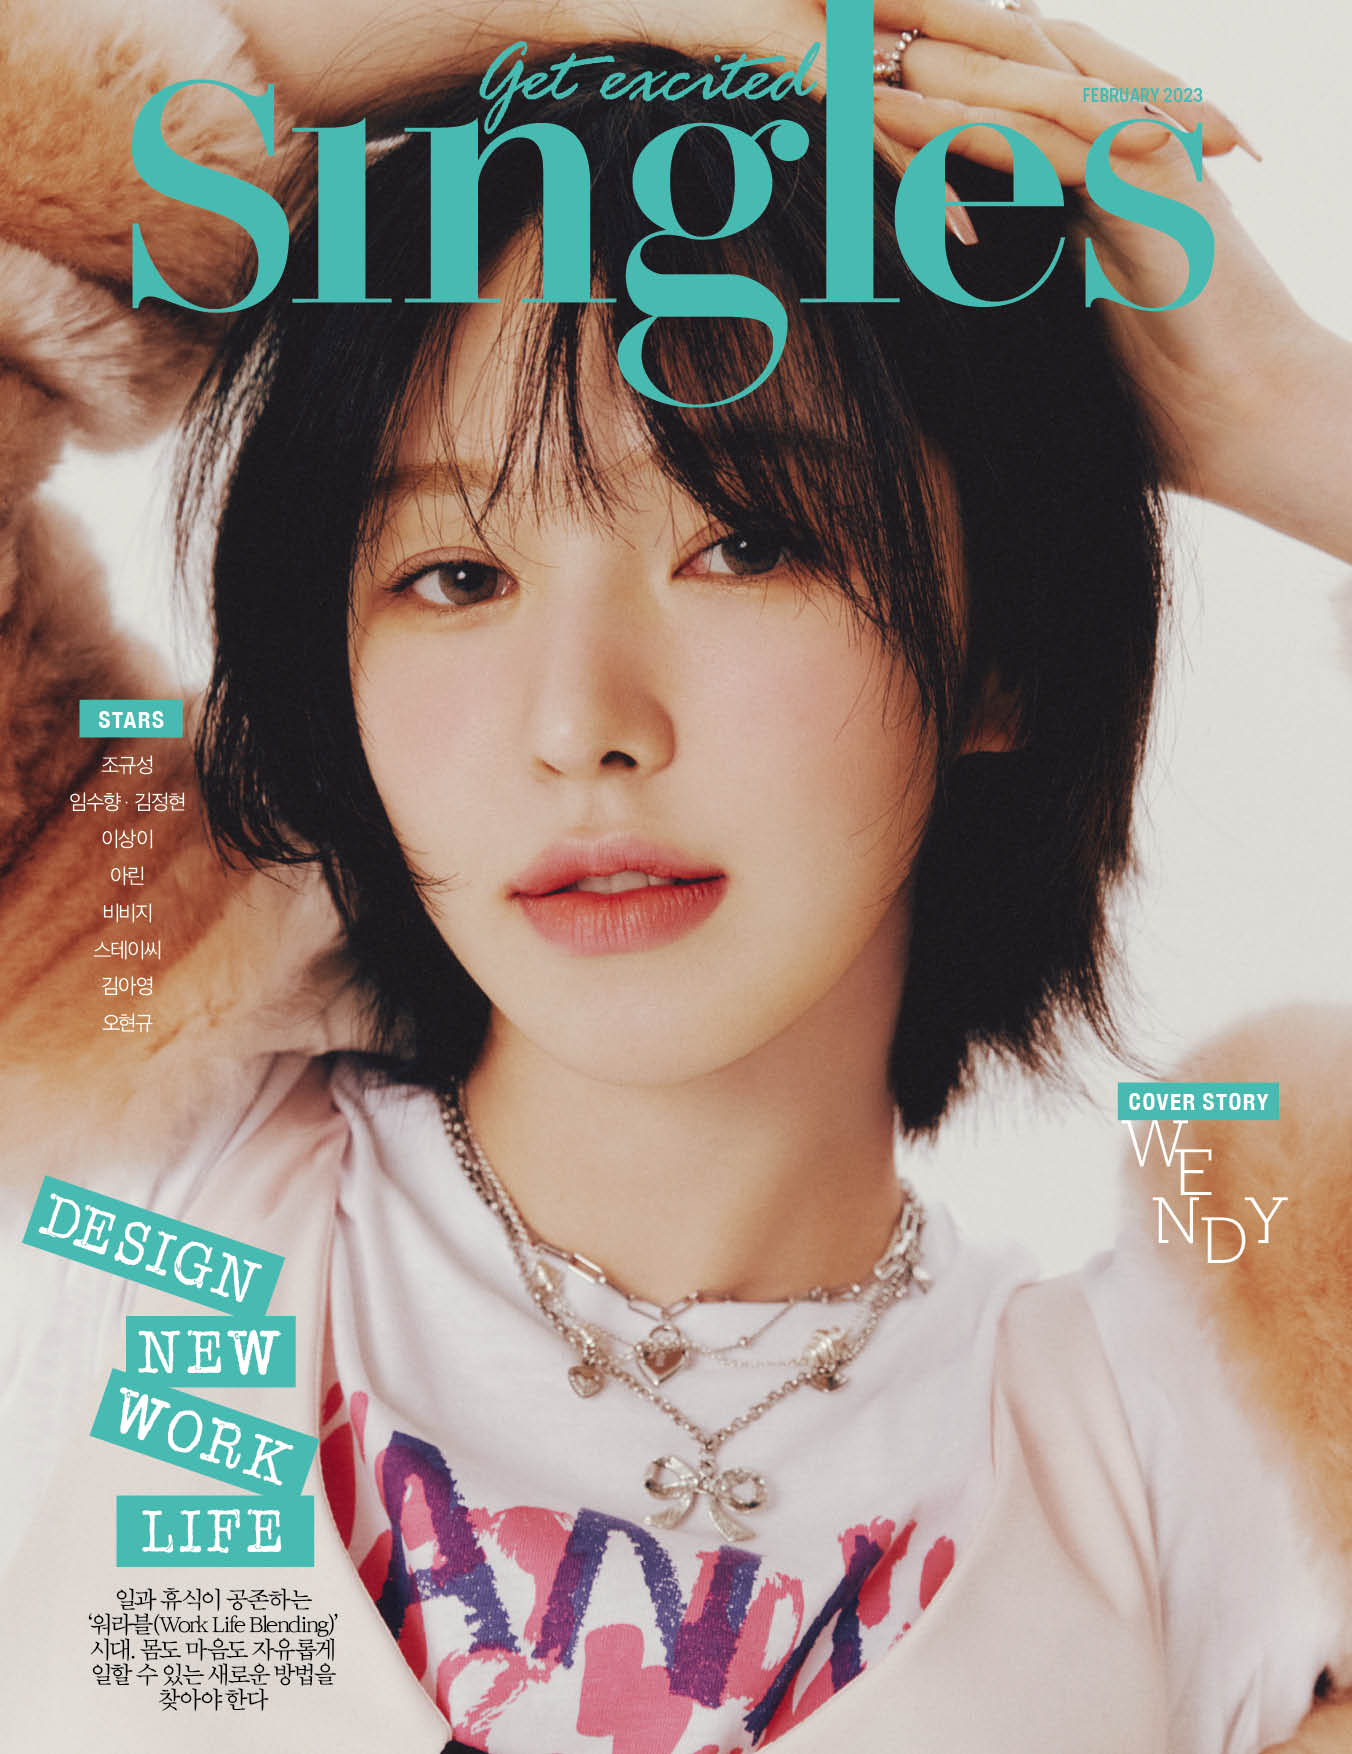 Get excited
Singles
FEBRUARY 2023
STARS
조규성
임수향 · 김정현
이상이
아린
비비지
스테이씨
김아영
오현규
COVER STORY
WENDY
DESIGN
NEW
WORK
LIFE
일과 휴식이 공존하는
‘워라블(Work Life Blending)’
시대. 몸도 마음도 자유롭게
일할 수 있는 새로운 방법을
찾아야 한다